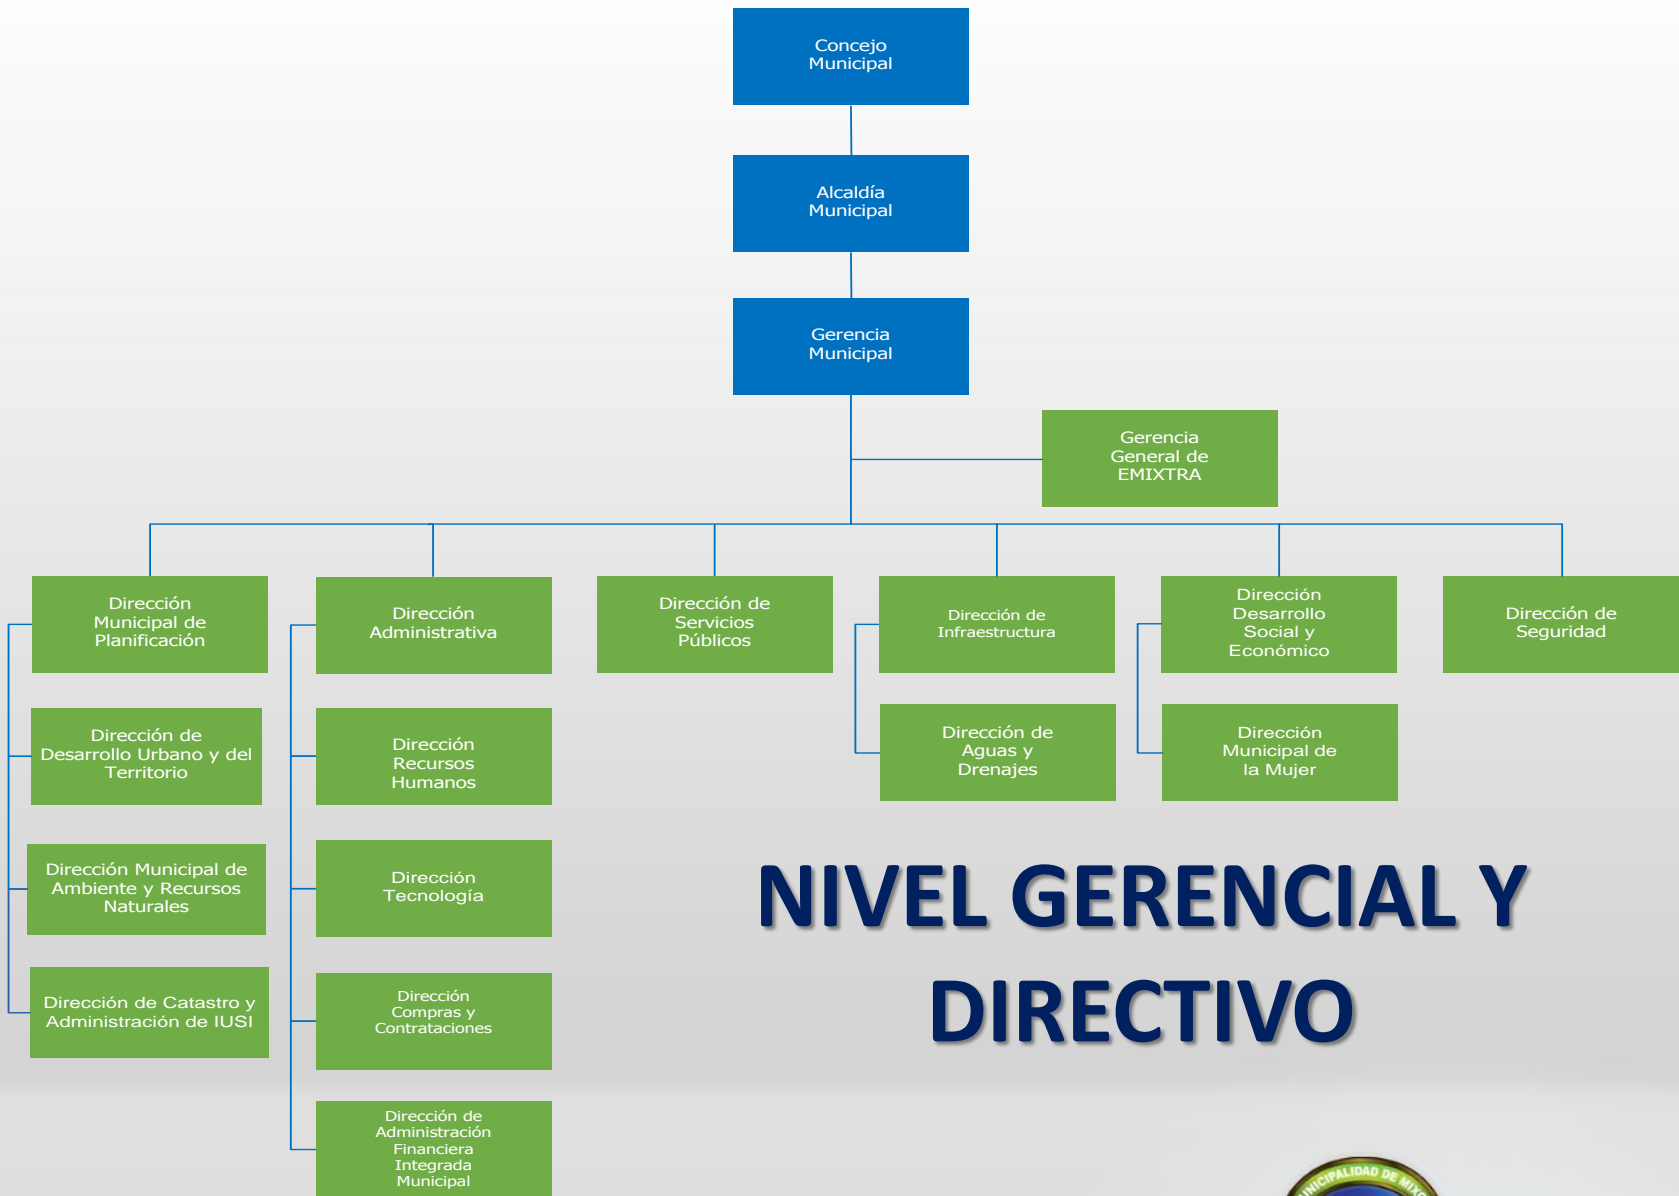 Concejo
Municipal
Alcaldía
Municipal
Gerencia
Municipal
Gerencia
General de
EMIXTRA
Dirección
Municipal de
Planificación
Dirección
Administrativa
Dirección de
Servicios
Públicos
Dirección de
Infraestructura
Dirección
Desarrollo
Social y
Económico
Dirección de
Seguridad
Dirección de
Desarrollo Urbano y del
Territorio
Dirección
Recursos
Humanos
Dirección de
Aguas y
Drenajes
Dirección
Municipal de
la Mujer
Dirección Municipal de
Ambiente y Recursos
Naturales
Dirección
Tecnología
NIVEL GERENCIAL Y
DIRECTIVO
Dirección de Catastro y
Administración de IUSI
Dirección
Compras y
Contrataciones
Dirección de
Administración
Financiera
Integrada
Municipal
MUNICIPALIDAD DE MIXCO